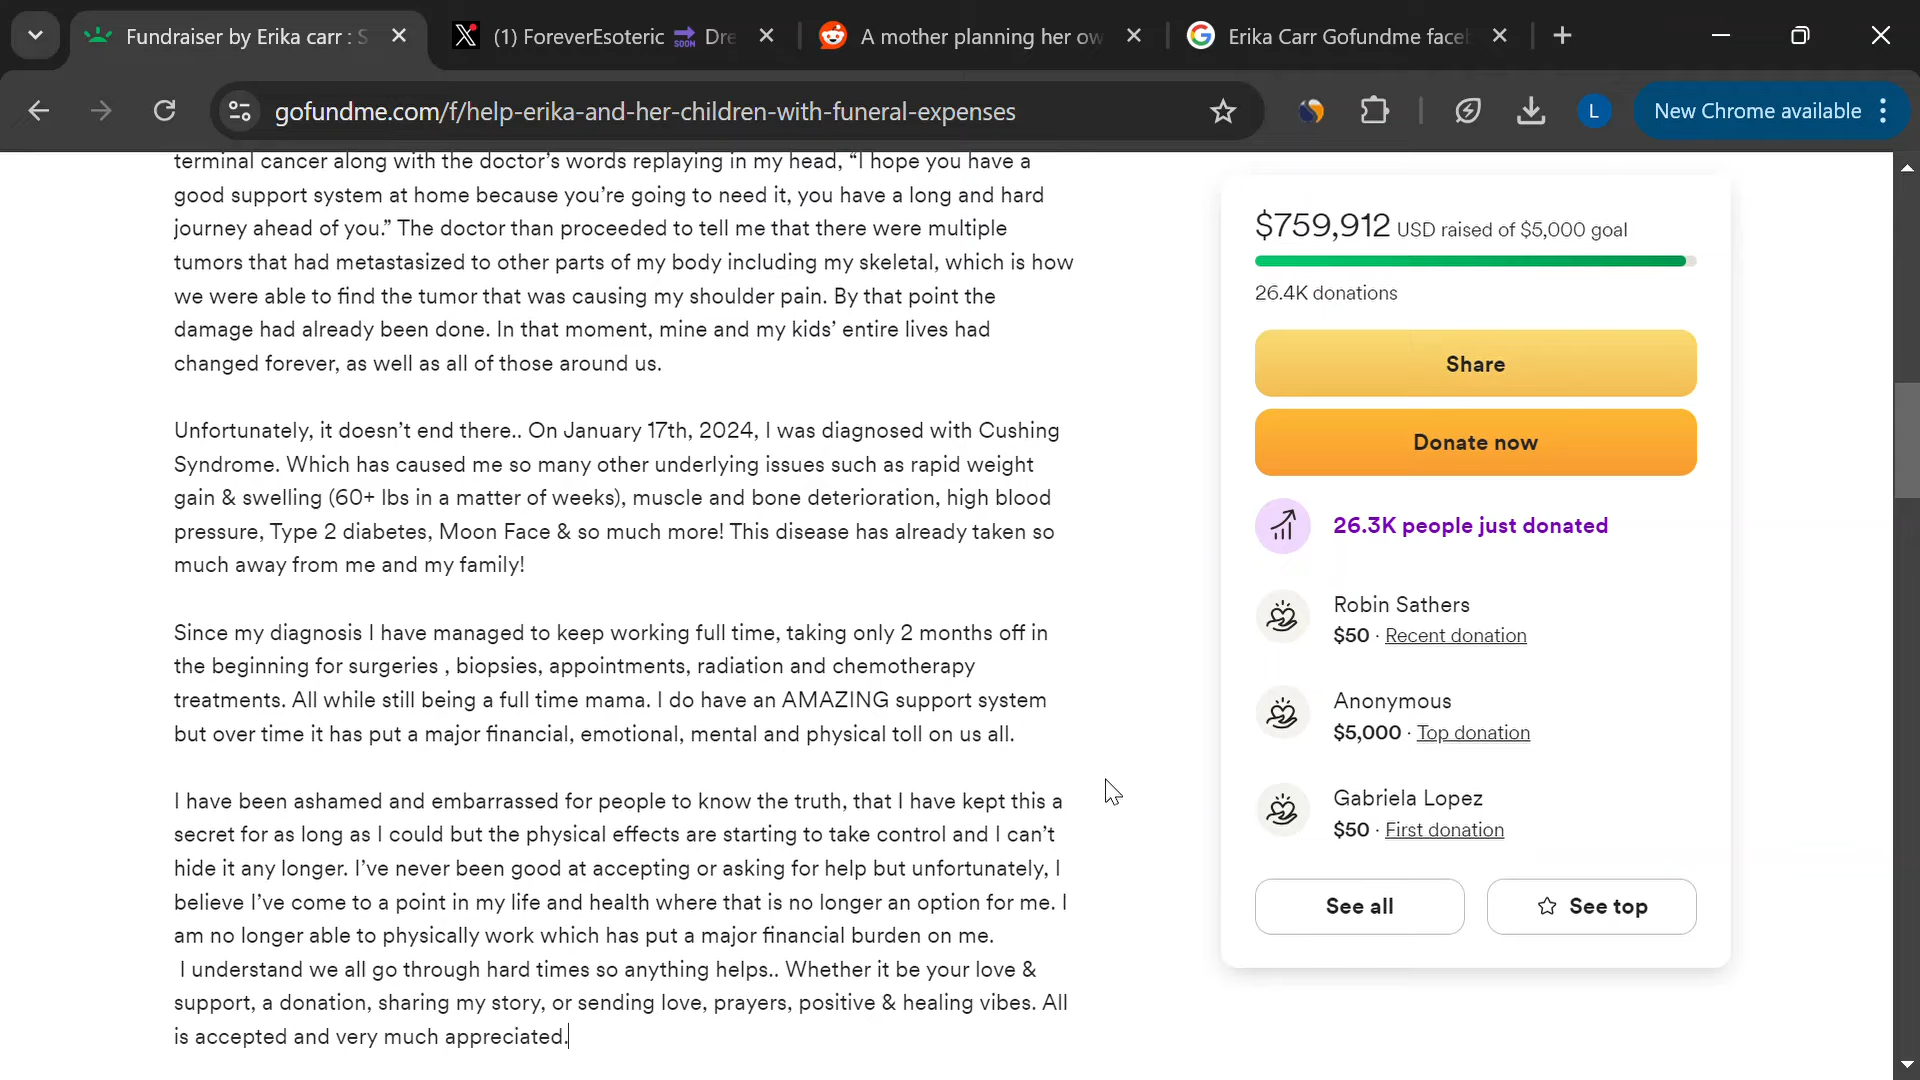 Fundraiser by Erika carr : S
(1) ForeverEsoteric SOON Dre
A mother planning her ow
Erika Carr Gofundme face
gofundme.com/f/help-erika-and-her-children-with-funeral-expenses
L
New Chrome available
terminal cancer along with the doctor’s words replaying in my head, “I hope you have a
good support system at home because you’re going to need it, you have a long and hard
journey ahead of you.” The doctor than proceeded to tell me that there were multiple
tumors that had metastasized to other parts of my body including my skeletal, which is how
we were able to find the tumor that was causing my shoulder pain. By that point the
damage had already been done. In that moment, mine and my kids’ entire lives had
changed forever, as well as all of those around us.
Unfortunately, it doesn’t end there.. On January 17th, 2024, I was diagnosed with Cushing
Syndrome. Which has caused me so many other underlying issues such as rapid weight
gain & swelling (60+ lbs in a matter of weeks), muscle and bone deterioration, high blood
pressure, Type 2 diabetes, Moon Face & so much more! This disease has already taken so
much away from me and my family!
Since my diagnosis I have managed to keep working full time, taking only 2 months off in
the beginning for surgeries , biopsies, appointments, radiation and chemotherapy
treatments. All while still being a full time mama. I do have an AMAZING support system
but over time it has put a major financial, emotional, mental and physical toll on us all.
I have been ashamed and embarrassed for people to know the truth, that I have kept this a
secret for as long as I could but the physical effects are starting to take control and I can’t
hide it any longer. I’ve never been good at accepting or asking for help but unfortunately, I
believe I’ve come to a point in my life and health where that is no longer an option for me. I
am no longer able to physically work which has put a major financial burden on me.
I understand we all go through hard times so anything helps.. Whether it be your love &
support, a donation, sharing my story, or sending love, prayers, positive & healing vibes. All
is accepted and very much appreciated.
$759,912 USD raised of $5,000 goal
26.4K donations
Share
Donate now
26.3K people just donated
Robin Sathers
$50 · Recent donation
Anonymous
$5,000 · Top donation
Gabriela Lopez
$50 · First donation
See all
See top